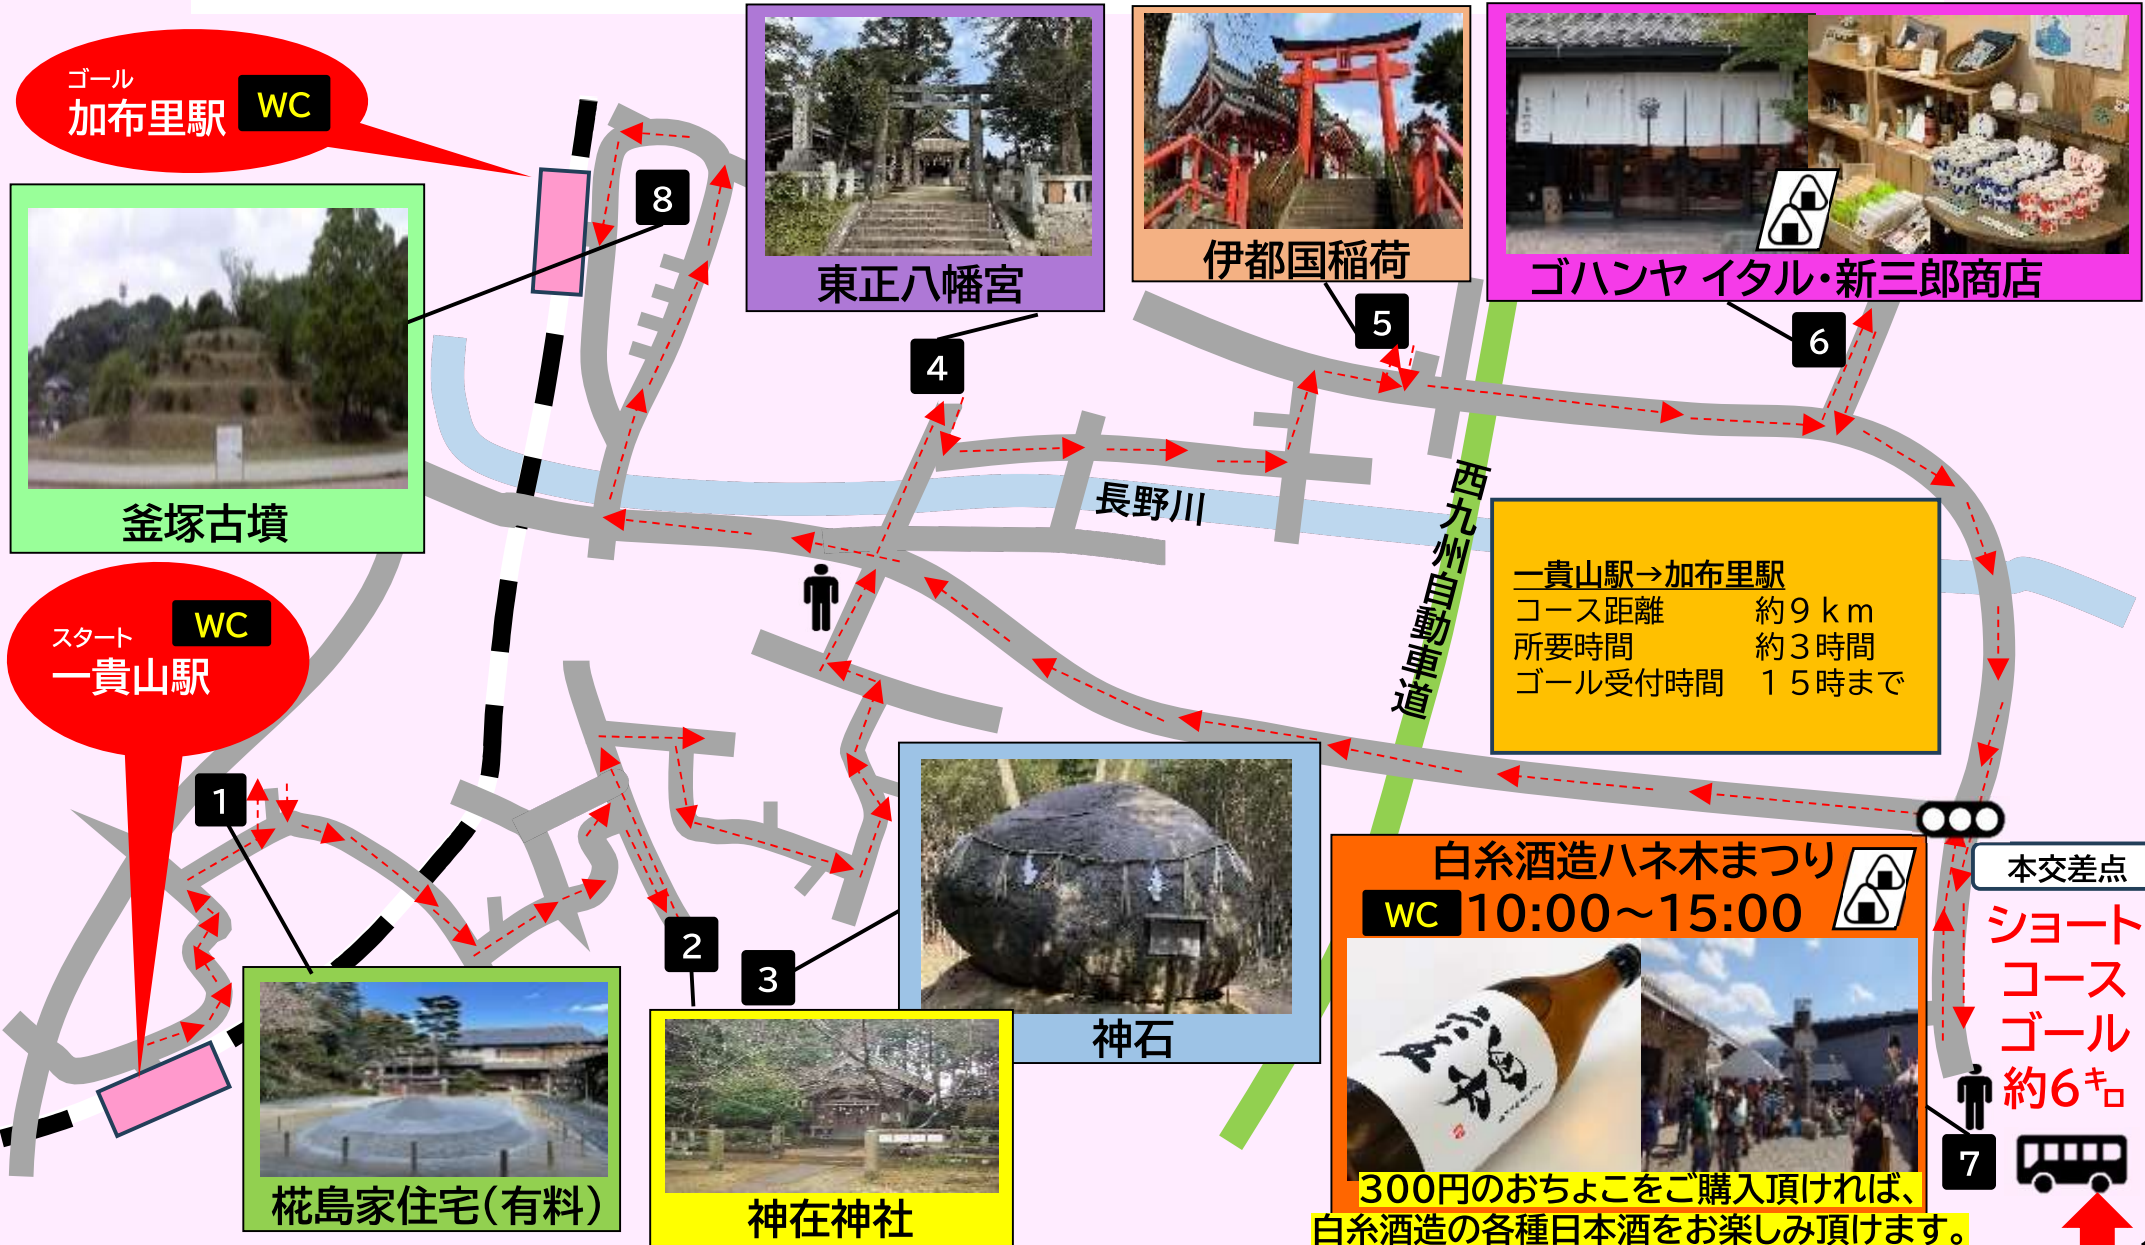 ゴール
加布里駅 WC
8
釜塚古墳
スタート
一貴山駅
WC
1
椛島家住宅(有料)
2
神在神社
3
神石
東正八幡宮
4
伊都国稲荷
5
ゴハンヤ イタル・新三郎商店
6
長野川
西九州自動車道
一貴山駅→加布里駅
コース距離 約９ｋｍ
所要時間 約３時間
ゴール受付時間 １５時まで
本交差点
ショート
コース
ゴール
約6㌔
7
白糸酒造ハネ木まつり
WC 10:00～15:00
300円のおちょこをご購入頂ければ、
白糸酒造の各種日本酒をお楽しみ頂けます。